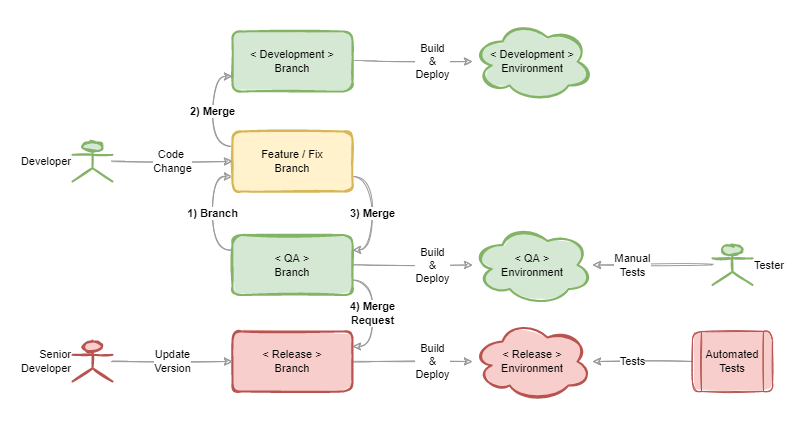 < Development >
Branch
Build
&
Deploy
< Development >
Environment
2) Merge
Developer
Code
Change
Feature / Fix
Branch
1) Branch
3) Merge
< QA >
Branch
Build
&
Deploy
< QA >
Environment
Manual
Tests
Tester
4) Merge
Request
Senior
Developer
Update
Version
< Release >
Branch
Build
&
Deploy
< Release >
Environment
Tests
Automated
Tests